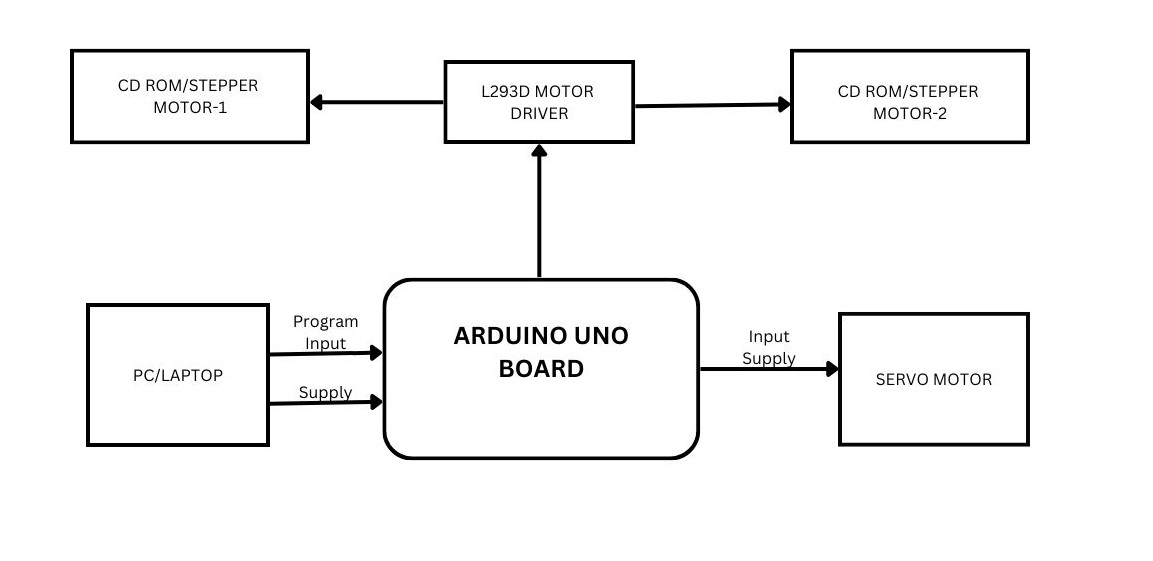 CD ROM/STEPPER
MOTOR-1
L293D MOTOR
DRIVER
CD ROM/STEPPER
MOTOR-2
PC/LAPTOP
Program
Input
Supply
ARDUINO UNO
BOARD
Input
Supply
SERVO MOTOR